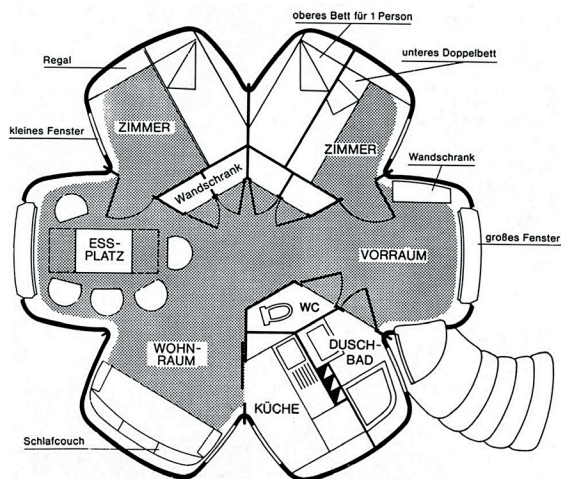 oberes Bett für 1 Person
unteres Doppelbett
Regal
ZIMMER
ZIMMER
kleines Fenster
Wandschrank
Wandschrank
ESS-
PLATZ
VORRAUM
großes Fenster
WC
WOHN-
RAUM
DUSCH-
BAD
KÜCHE
Schlafcouch